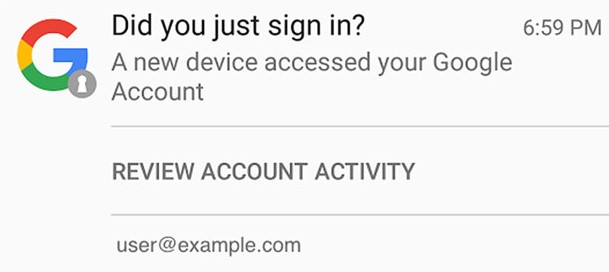 Did you just sign in? 6:59 PM
A new device accessed your Google
Account
REVIEW ACCOUNT ACTIVITY
user@example.com